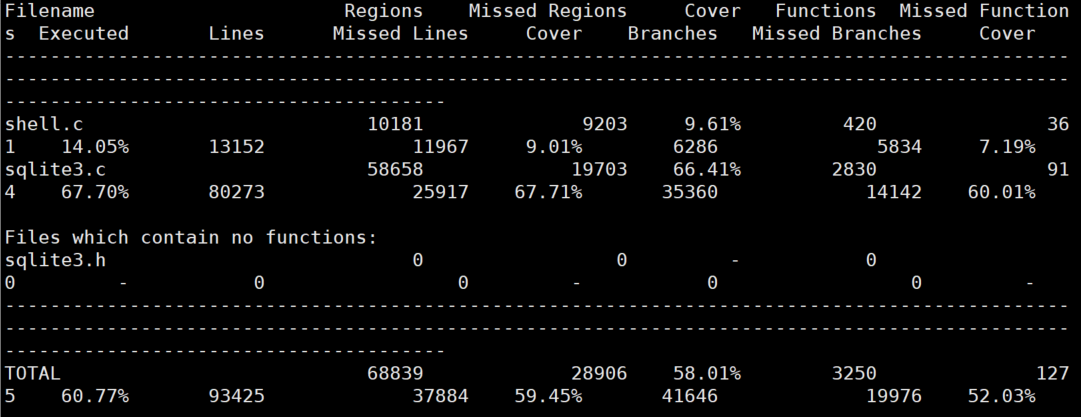 Filename                      Regions    Missed Regions     Cover   Functions  Missed Function
s  Executed       Lines      Missed Lines     Cover    Branches   Missed Branches     Cover
----------------------------------------------------------------------------------------------
----------------------------------------------------------------------------------------------
---------------------------------------
shell.c                         10181              9203     9.61%         420               36
1    14.05%       13152             11967     9.01%        6286              5834     7.19%
sqlite3.c                       58658             19703    66.41%        2830               91
4    67.70%       80273             25917    67.71%       35360             14142    60.01%
Files which contain no functions:
sqlite3.h                           0                 0         -           0
0         -           0                 0         -           0                 0         -
----------------------------------------------------------------------------------------------
----------------------------------------------------------------------------------------------
---------------------------------------
TOTAL                           68839             28906    58.01%        3250              127
5    60.77%       93425             37884    59.45%       41646             19976    52.03%